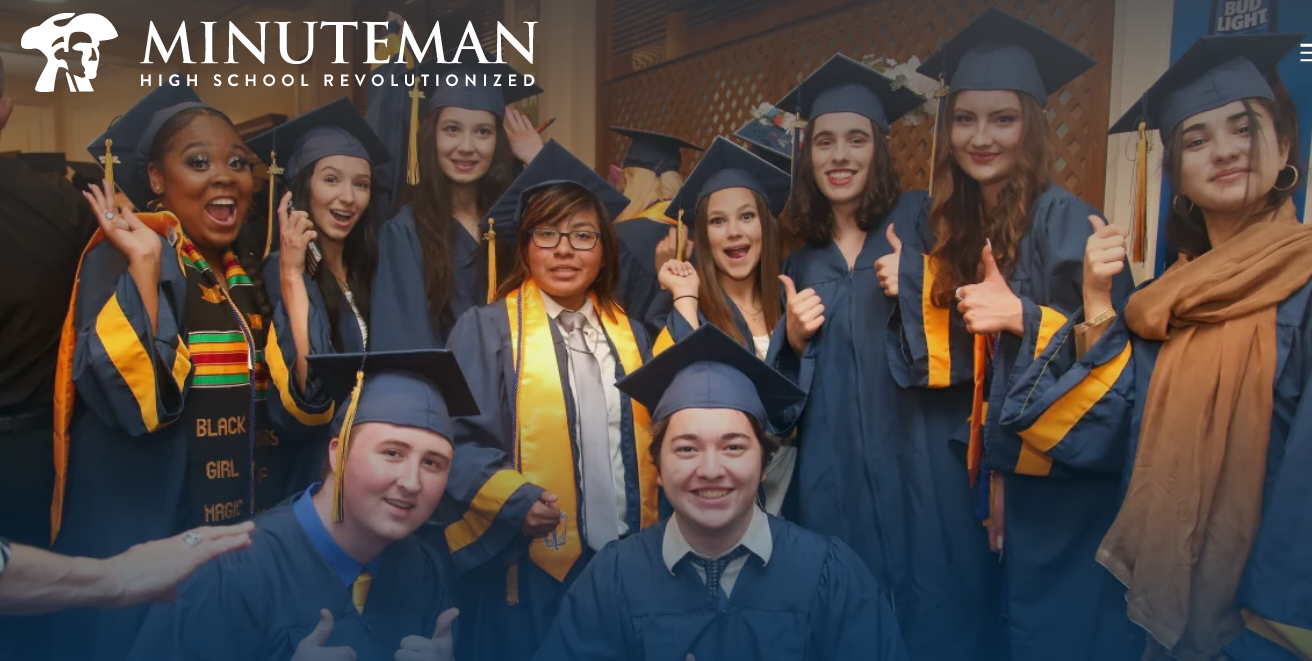 MINUTEMAN
HIGH SCHOOL REVOLUTIONIZED
BUD
LIGHT
BLACK
GIRL
MAGIC